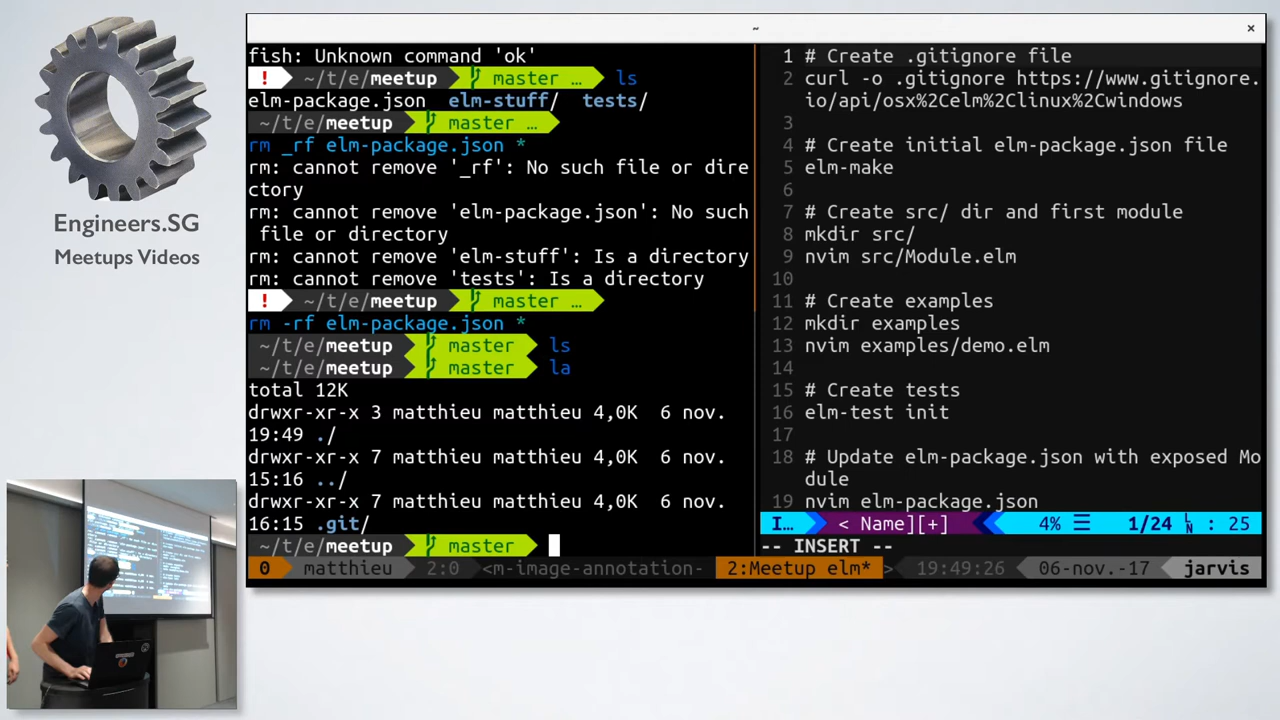 Engineers.SG
Meetups Videos
~ ×
fish: Unknown command 'ok'
! ~/t/e/meetup master … ls
elm-package.json elm-stuff/ tests/
~/t/e/meetup master …
rm _rf elm-package.json *
rm: cannot remove '_rf': No such file or dire
ctory
rm: cannot remove 'elm-package.json': No such
file or directory
rm: cannot remove 'elm-stuff': Is a directory
rm: cannot remove 'tests': Is a directory
! ~/t/e/meetup master …
rm -rf elm-package.json *
~/t/e/meetup master ls
~/t/e/meetup master la
total 12K
drwxr-xr-x 3 matthieu matthieu 4,0K 6 nov.
19:49 ./
drwxr-xr-x 7 matthieu matthieu 4,0K 6 nov.
15:16 ../
drwxr-xr-x 7 matthieu matthieu 4,0K 6 nov.
16:15 .git/
~/t/e/meetup master
1 # Create .gitignore file
2 curl -o .gitignore https://www.gitignore.
io/api/osx%2Celm%2Clinux%2Cwindows
3
4 # Create initial elm-package.json file
5 elm-make
6
7 # Create src/ dir and first module
8 mkdir src/
9 nvim src/Module.elm
10
11 # Create examples
12 mkdir examples
13 nvim examples/demo.elm
14
15 # Create tests
16 elm-test init
17
18 # Update elm-package.json with exposed Mo
dule
19 nvim elm-package.json
I… < Name][+] 4% ☰ 1/24 LN : 25
-- INSERT --
0 matthieu 2:0 <m-image-annotation- 2:Meetup elm* > 19:49:26 06-nov.-17 jarvis